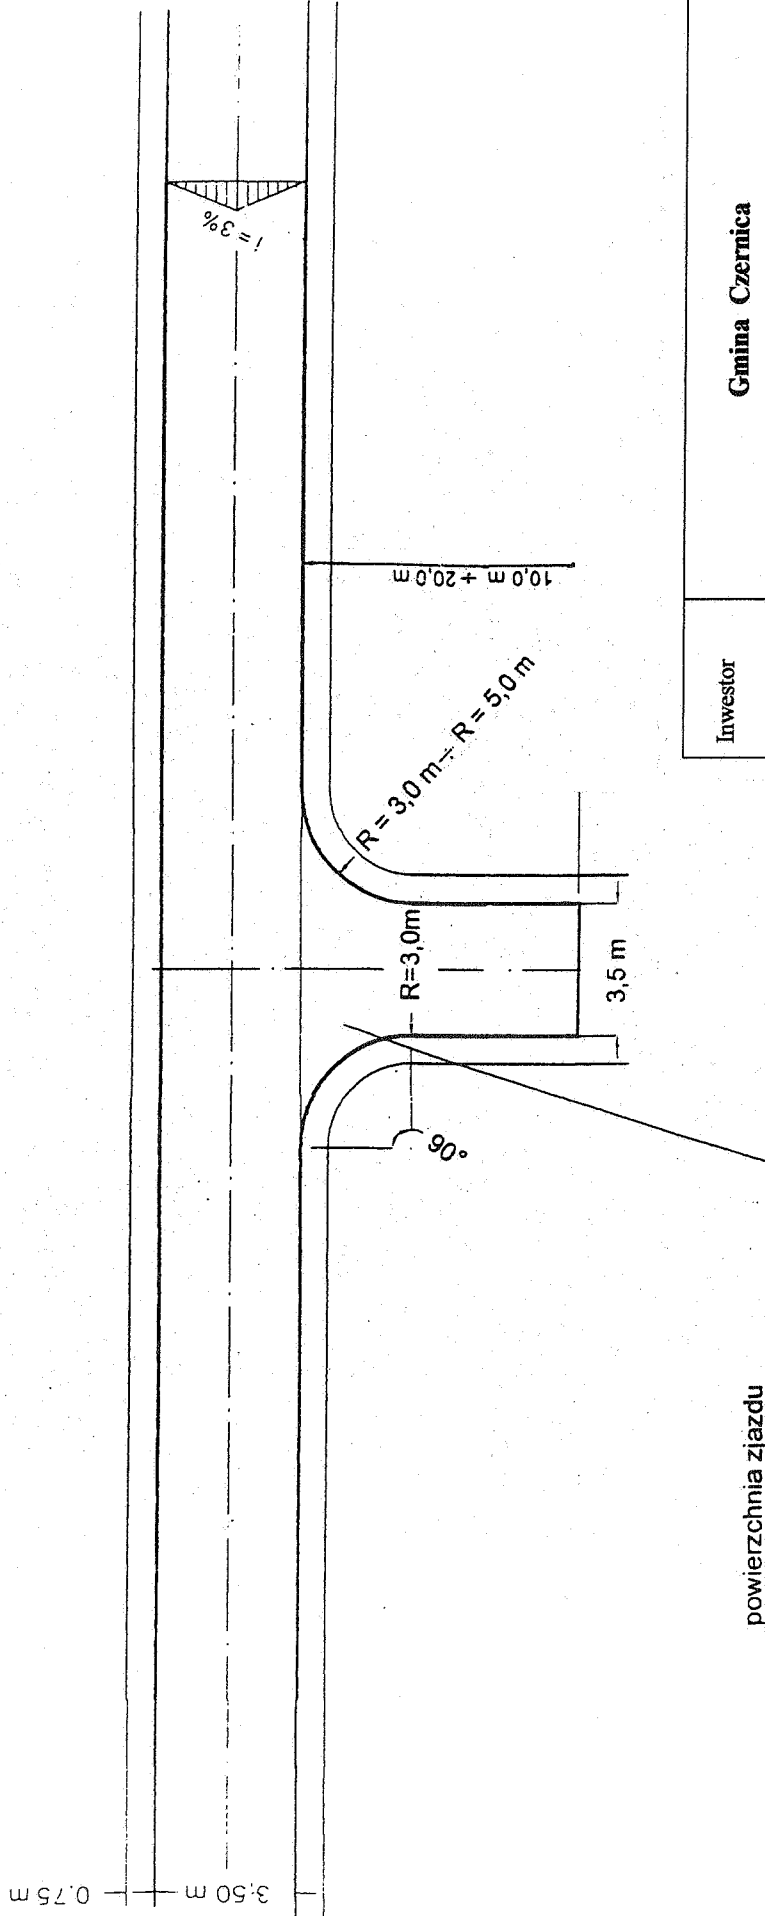 i = 3%
10,0 m ÷ 20,0 m
R = 3,0 m ÷ R = 5,0 m
R=3,0m
90°
3,5 m
0.75 m
3.50 m
powierzchnia zjazdu
Inwestor
Gmina Czernica